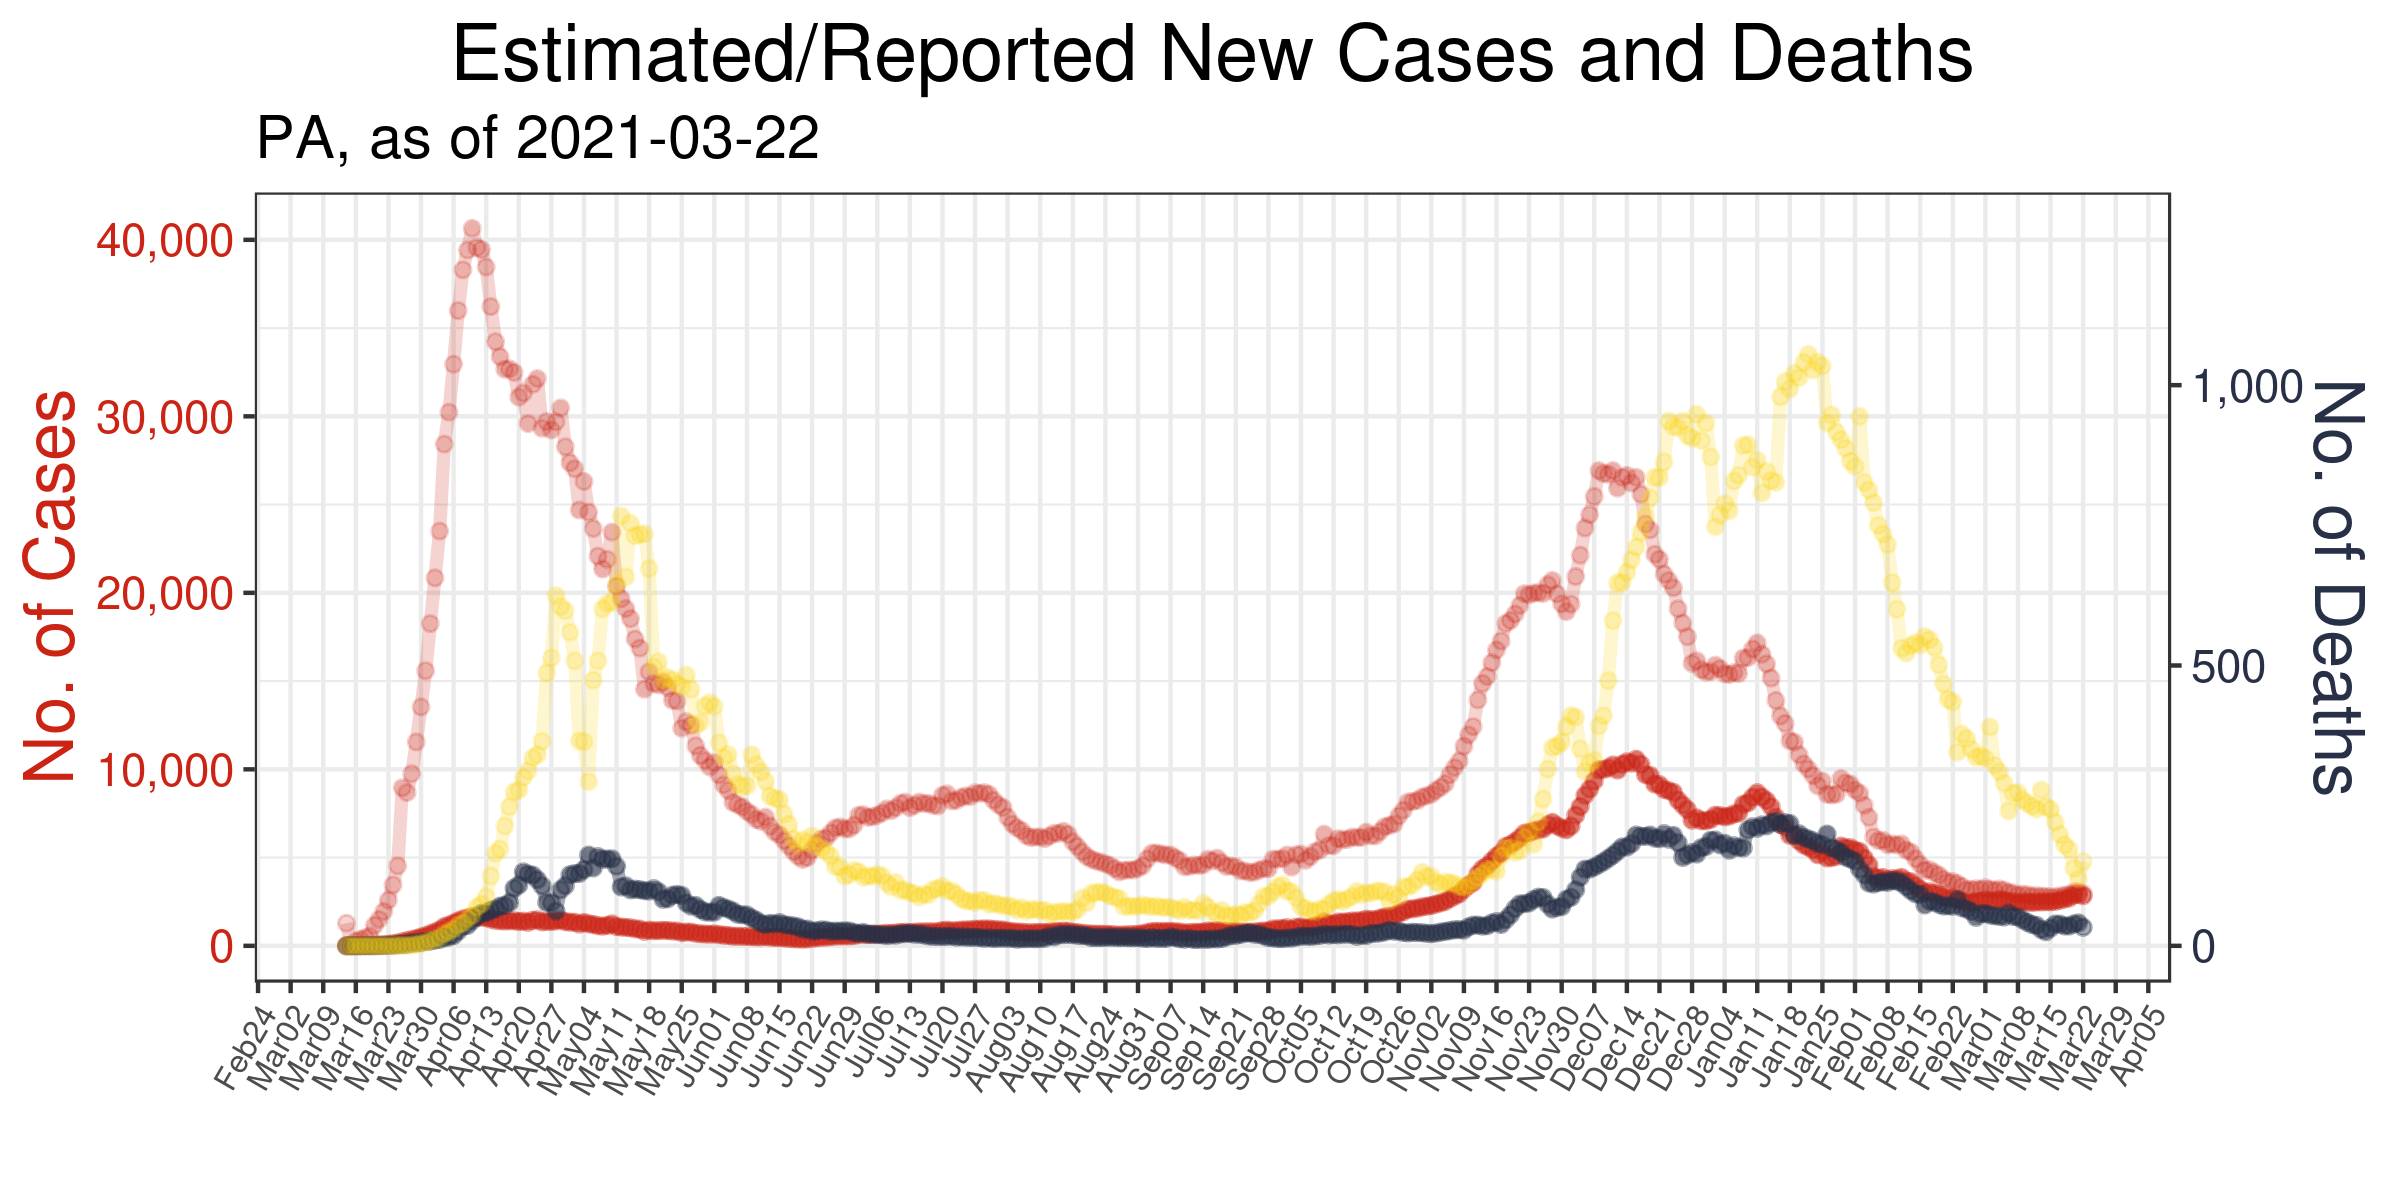 Estimated/Reported New Cases and Deaths
PA, as of 2021-03-22
No. of Cases
40,000
30,000
20,000
10,000
0
No. of Deaths
1,000
500
0
Feb24
Mar02
Mar09
Mar16
Mar23
Mar30
Apr06
Apr13
Apr20
Apr27
May04
May11
May18
May25
Jun01
Jun08
Jun15
Jun22
Jun29
Jul06
Jul13
Jul20
Jul27
Aug03
Aug10
Aug17
Aug24
Aug31
Sep07
Sep14
Sep21
Sep28
Oct05
Oct12
Oct19
Oct26
Nov02
Nov09
Nov16
Nov23
Nov30
Dec07
Dec14
Dec21
Dec28
Jan04
Jan11
Jan18
Jan25
Feb01
Feb08
Feb15
Feb22
Mar01
Mar08
Mar15
Mar22
Mar29
Apr05